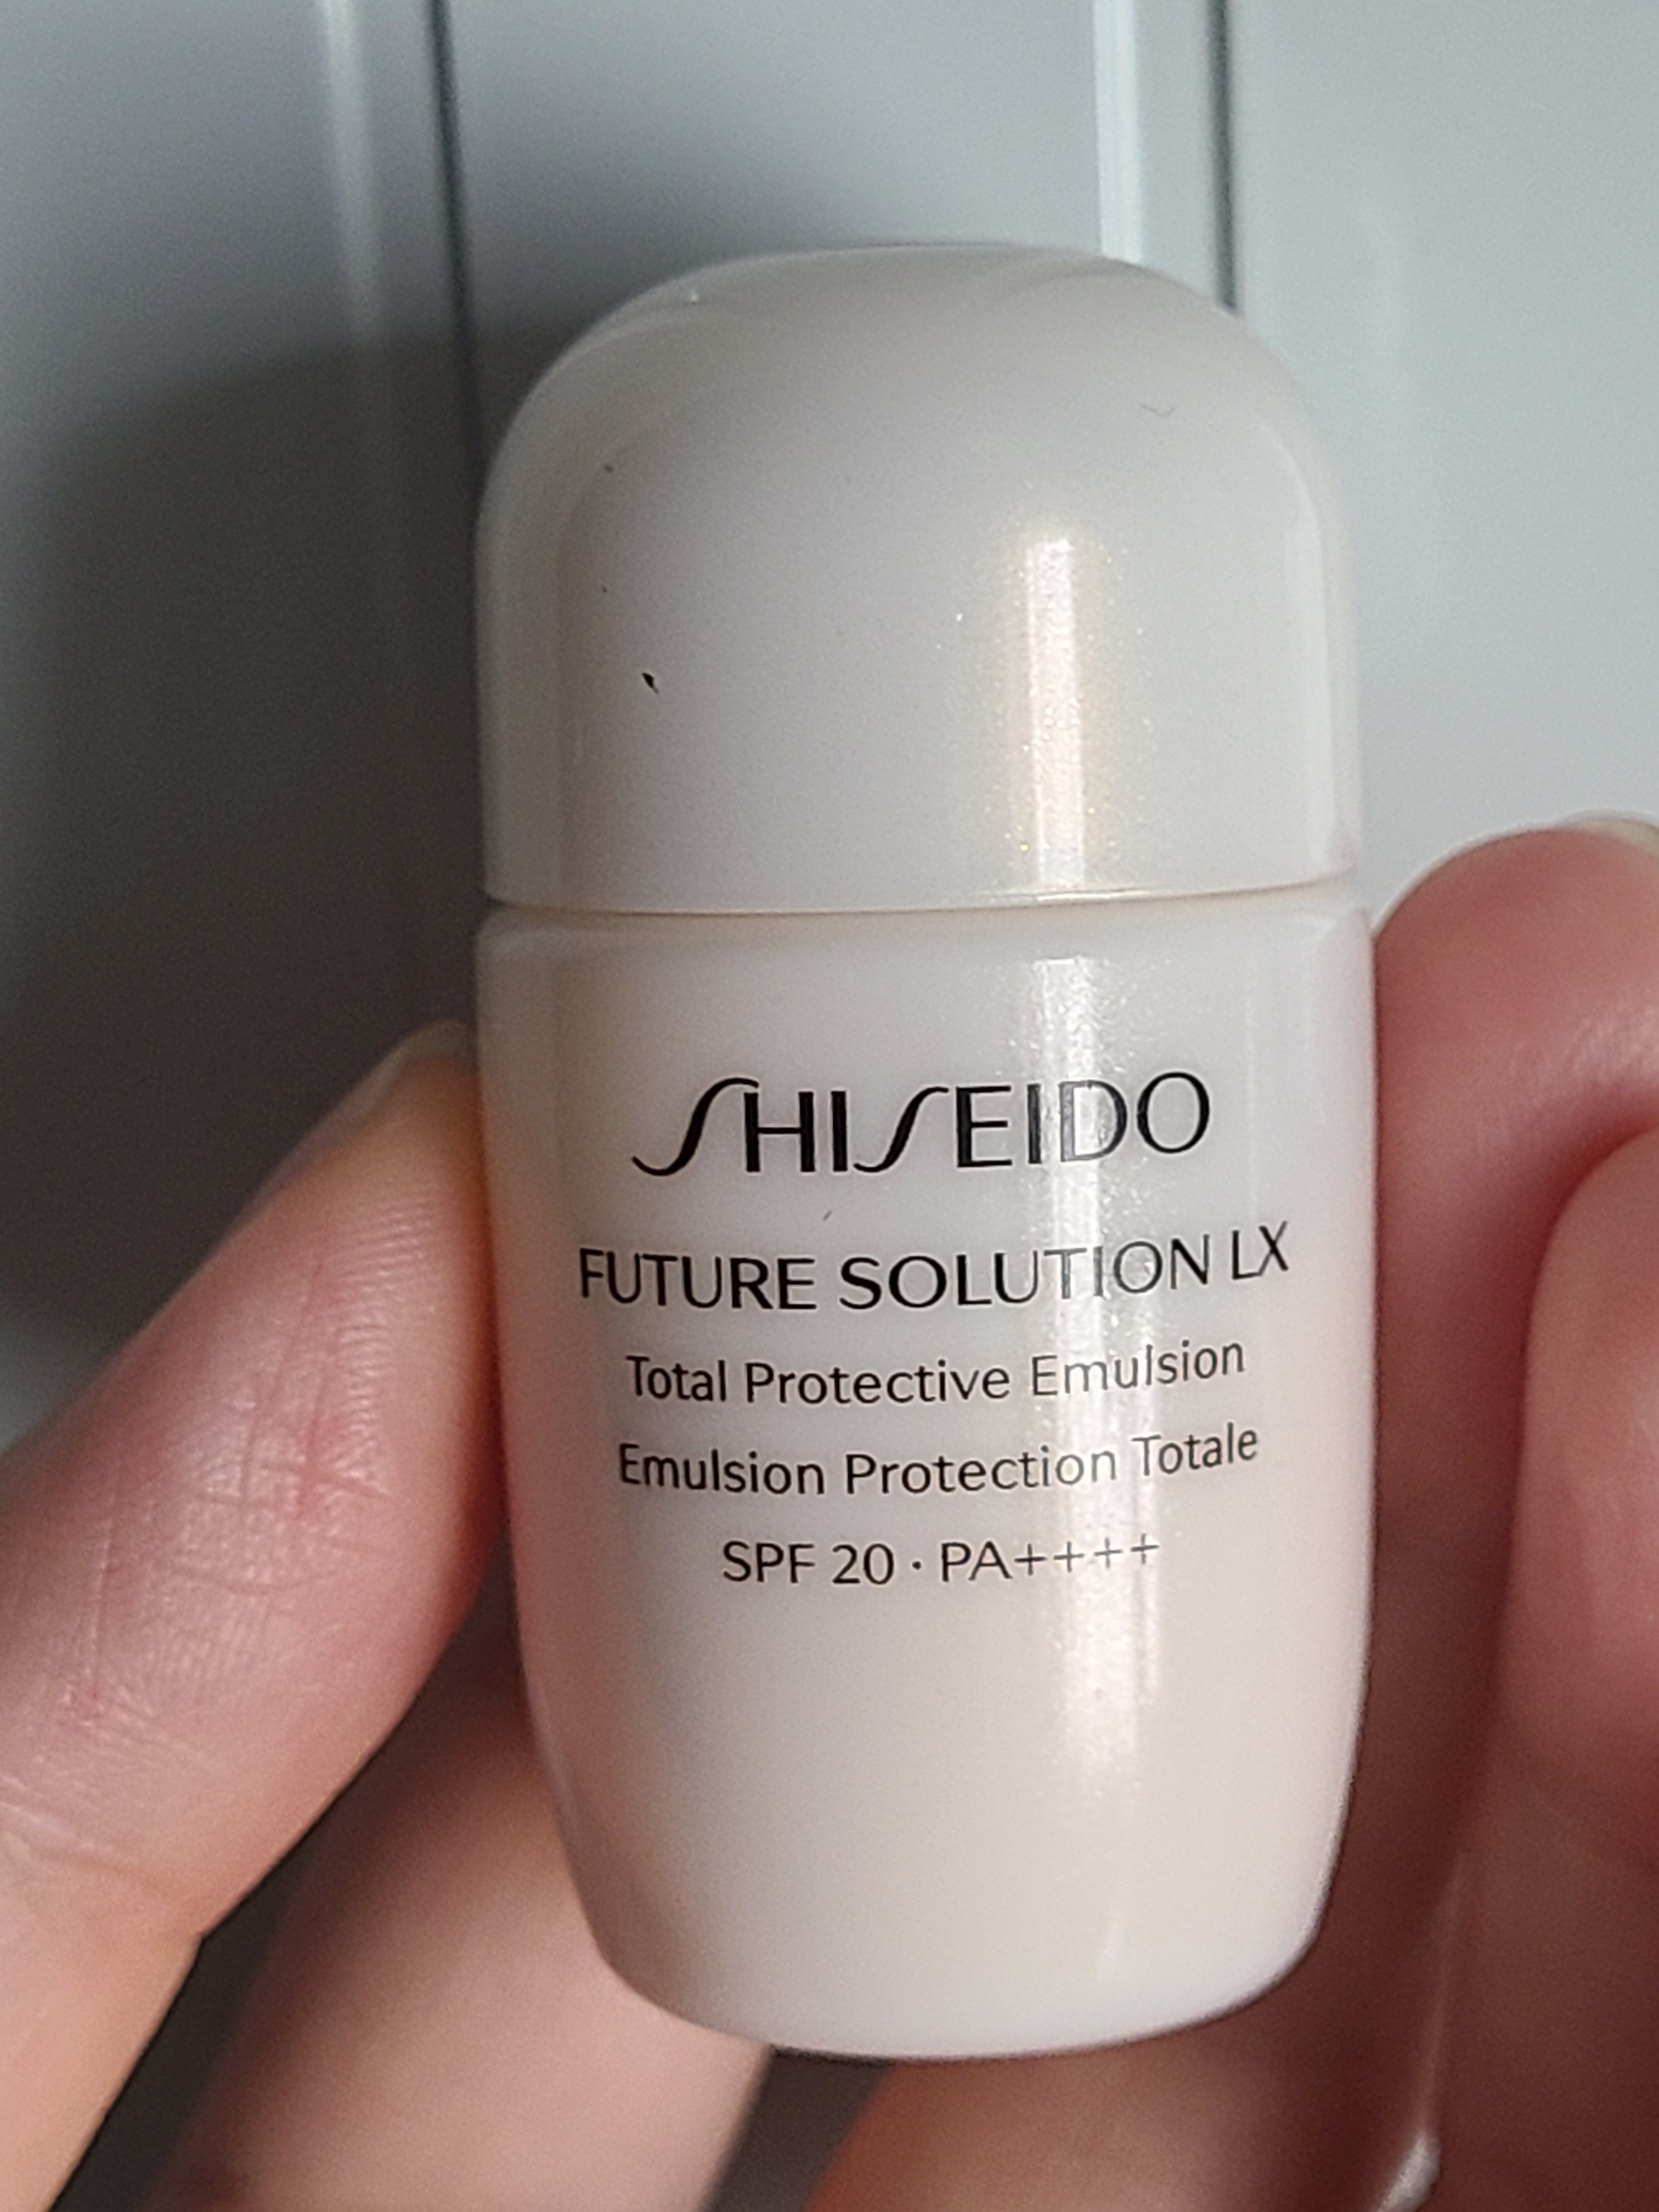 SHISEIDO
FUTURE SOLUTION LX
Total Protective Emulsion
Emulsion Protection Totale
SPF 20 · PA++++